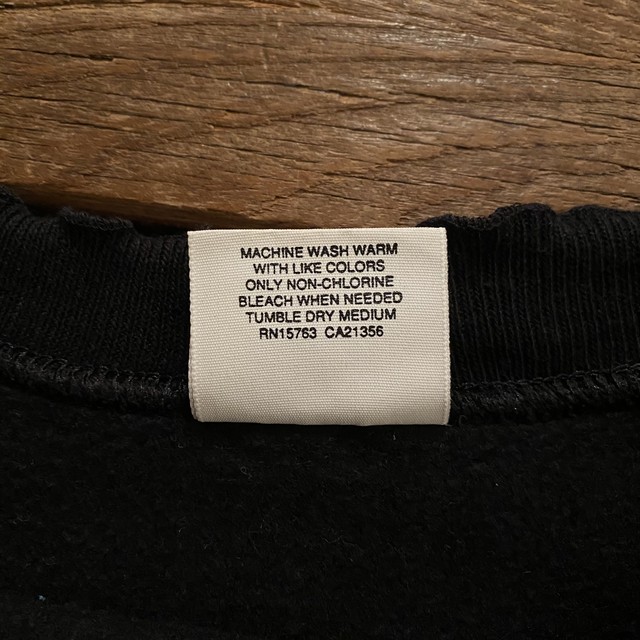 MACHINE WASH WARM
WITH LIKE COLORS
ONLY NON-CHLORINE
BLEACH WHEN NEEDED
TUMBLE DRY MEDIUM
RN15763 CA21356